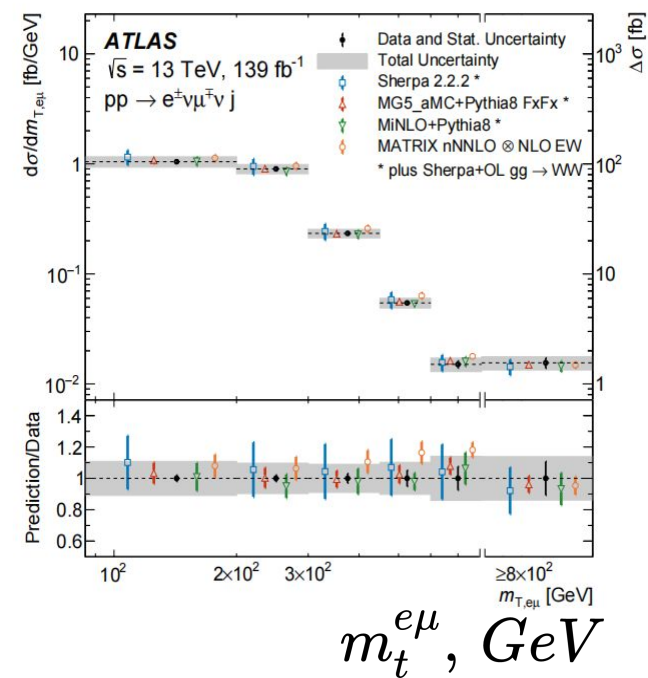 ATLAS
√s = 13 TeV, 139 fb⁻¹
pp → e±νμ∓ν j
Data and Stat. Uncertainty
Total Uncertainty
Sherpa 2.2.2 *
MG5_aMC+Pythia8 FxFx *
MiNLO+Pythia8 *
MATRIX nNNLO ⊗ NLO EW
* plus Sherpa+OL gg → WW
dσ/dm_T,eμ [fb/GeV]
Δσ [fb]
10
1
10⁻¹
10⁻²
10³
10²
10
1
Prediction/Data
1.4
1.2
1
0.8
0.6
10²
2×10²
3×10²
≥8×10²
m_T,eμ [GeV]
m_t^eμ, GeV